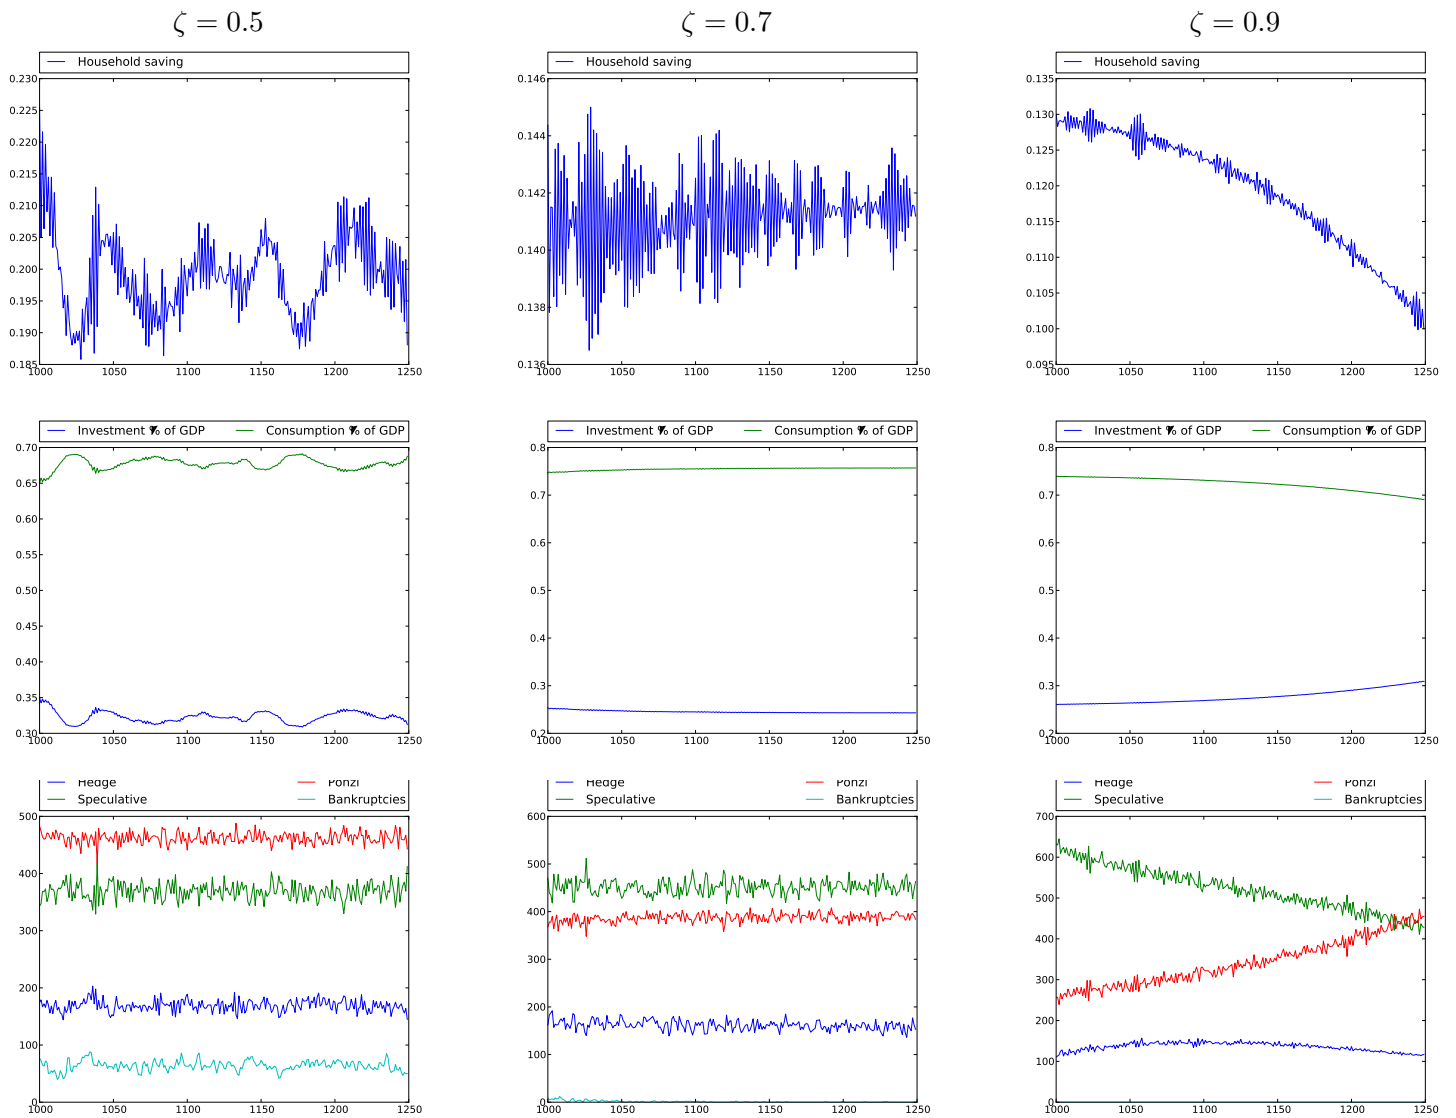 ζ = 0.5
ζ = 0.7
ζ = 0.9
Household saving
Household saving
Household saving
0.230
0.225
0.220
0.215
0.210
0.205
0.200
0.195
0.190
0.185
1000 1050 1100 1150 1200 1250
0.146
0.144
0.142
0.140
0.138
0.136
1000 1050 1100 1150 1200 1250
0.135
0.130
0.125
0.120
0.115
0.110
0.105
0.100
0.095
1000 1050 1100 1150 1200 1250
Investment % of GDP Consumption % of GDP
0.70
0.65
0.60
0.55
0.50
0.45
0.40
0.35
0.30
1000 1050 1100 1150 1200 1250
Investment % of GDP Consumption % of GDP
0.8
0.7
0.6
0.5
0.4
0.3
0.2
1000 1050 1100 1150 1200 1250
Investment % of GDP Consumption % of GDP
0.8
0.7
0.6
0.5
0.4
0.3
0.2
1000 1050 1100 1150 1200 1250
Hedge Ponzi
Speculative Bankruptcies
500
400
300
200
100
0
1000 1050 1100 1150 1200 1250
Hedge Ponzi
Speculative Bankruptcies
600
500
400
300
200
100
0
1000 1050 1100 1150 1200 1250
Hedge Ponzi
Speculative Bankruptcies
700
600
500
400
300
200
100
0
1000 1050 1100 1150 1200 1250